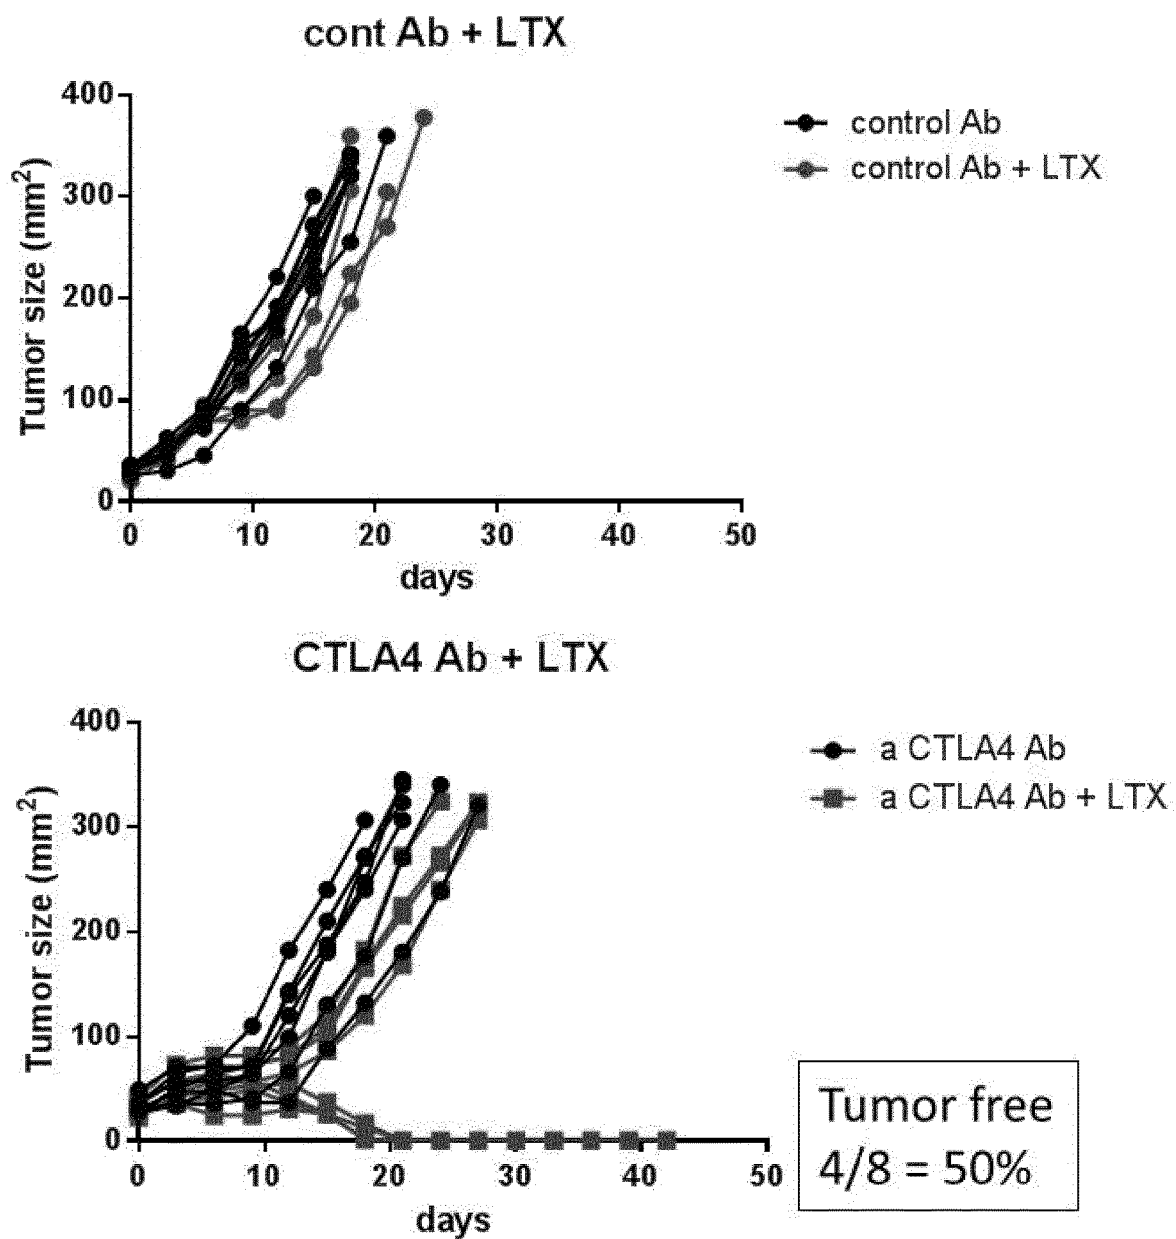 cont Ab + LTX
400
300
200
100
0
Tumor size (mm²)
0 10 20 30 40 50
days
control Ab
control Ab + LTX
CTLA4 Ab + LTX
400
300
200
100
0
Tumor size (mm²)
0 10 20 30 40 50
days
a CTLA4 Ab
a CTLA4 Ab + LTX
Tumor free
4/8 = 50%